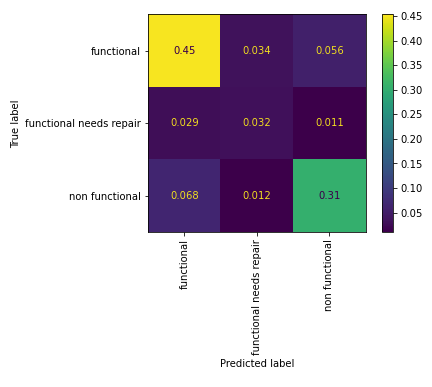 True label
functional
0.45 0.034 0.056
functional needs repair
0.029 0.032 0.011
non functional
0.068 0.012 0.31
functional
functional needs repair
non functional
Predicted label
0.45
0.40
0.35
0.30
0.25
0.20
0.15
0.10
0.05